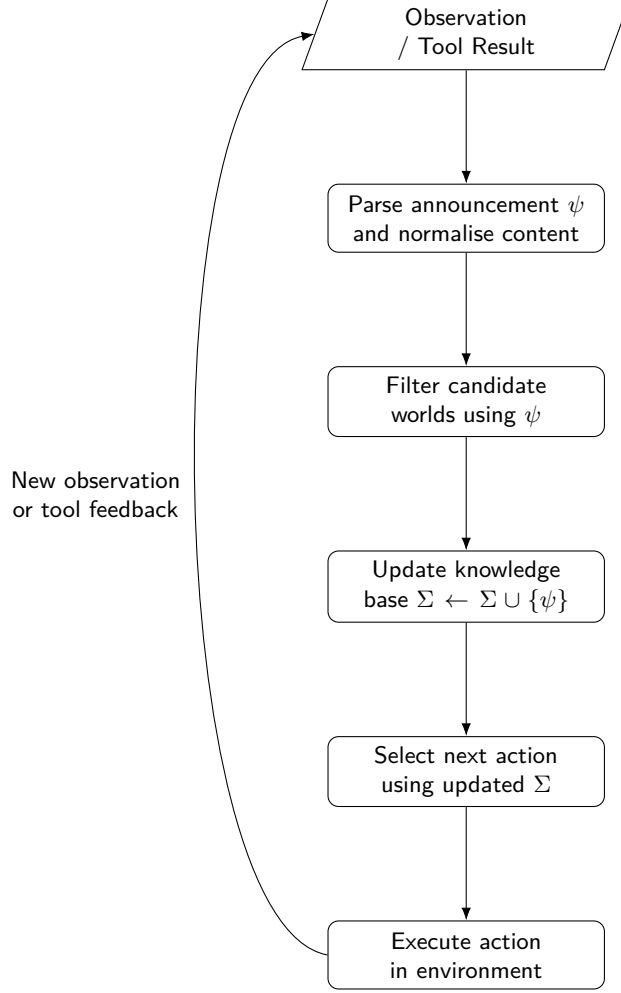 Observation
/ Tool Result
Parse announcement ψ
and normalise content
Filter candidate
worlds using ψ
New observation
or tool feedback
Update knowledge
base Σ ← Σ ∪ {ψ}
Select next action
using updated Σ
Execute action
in environment